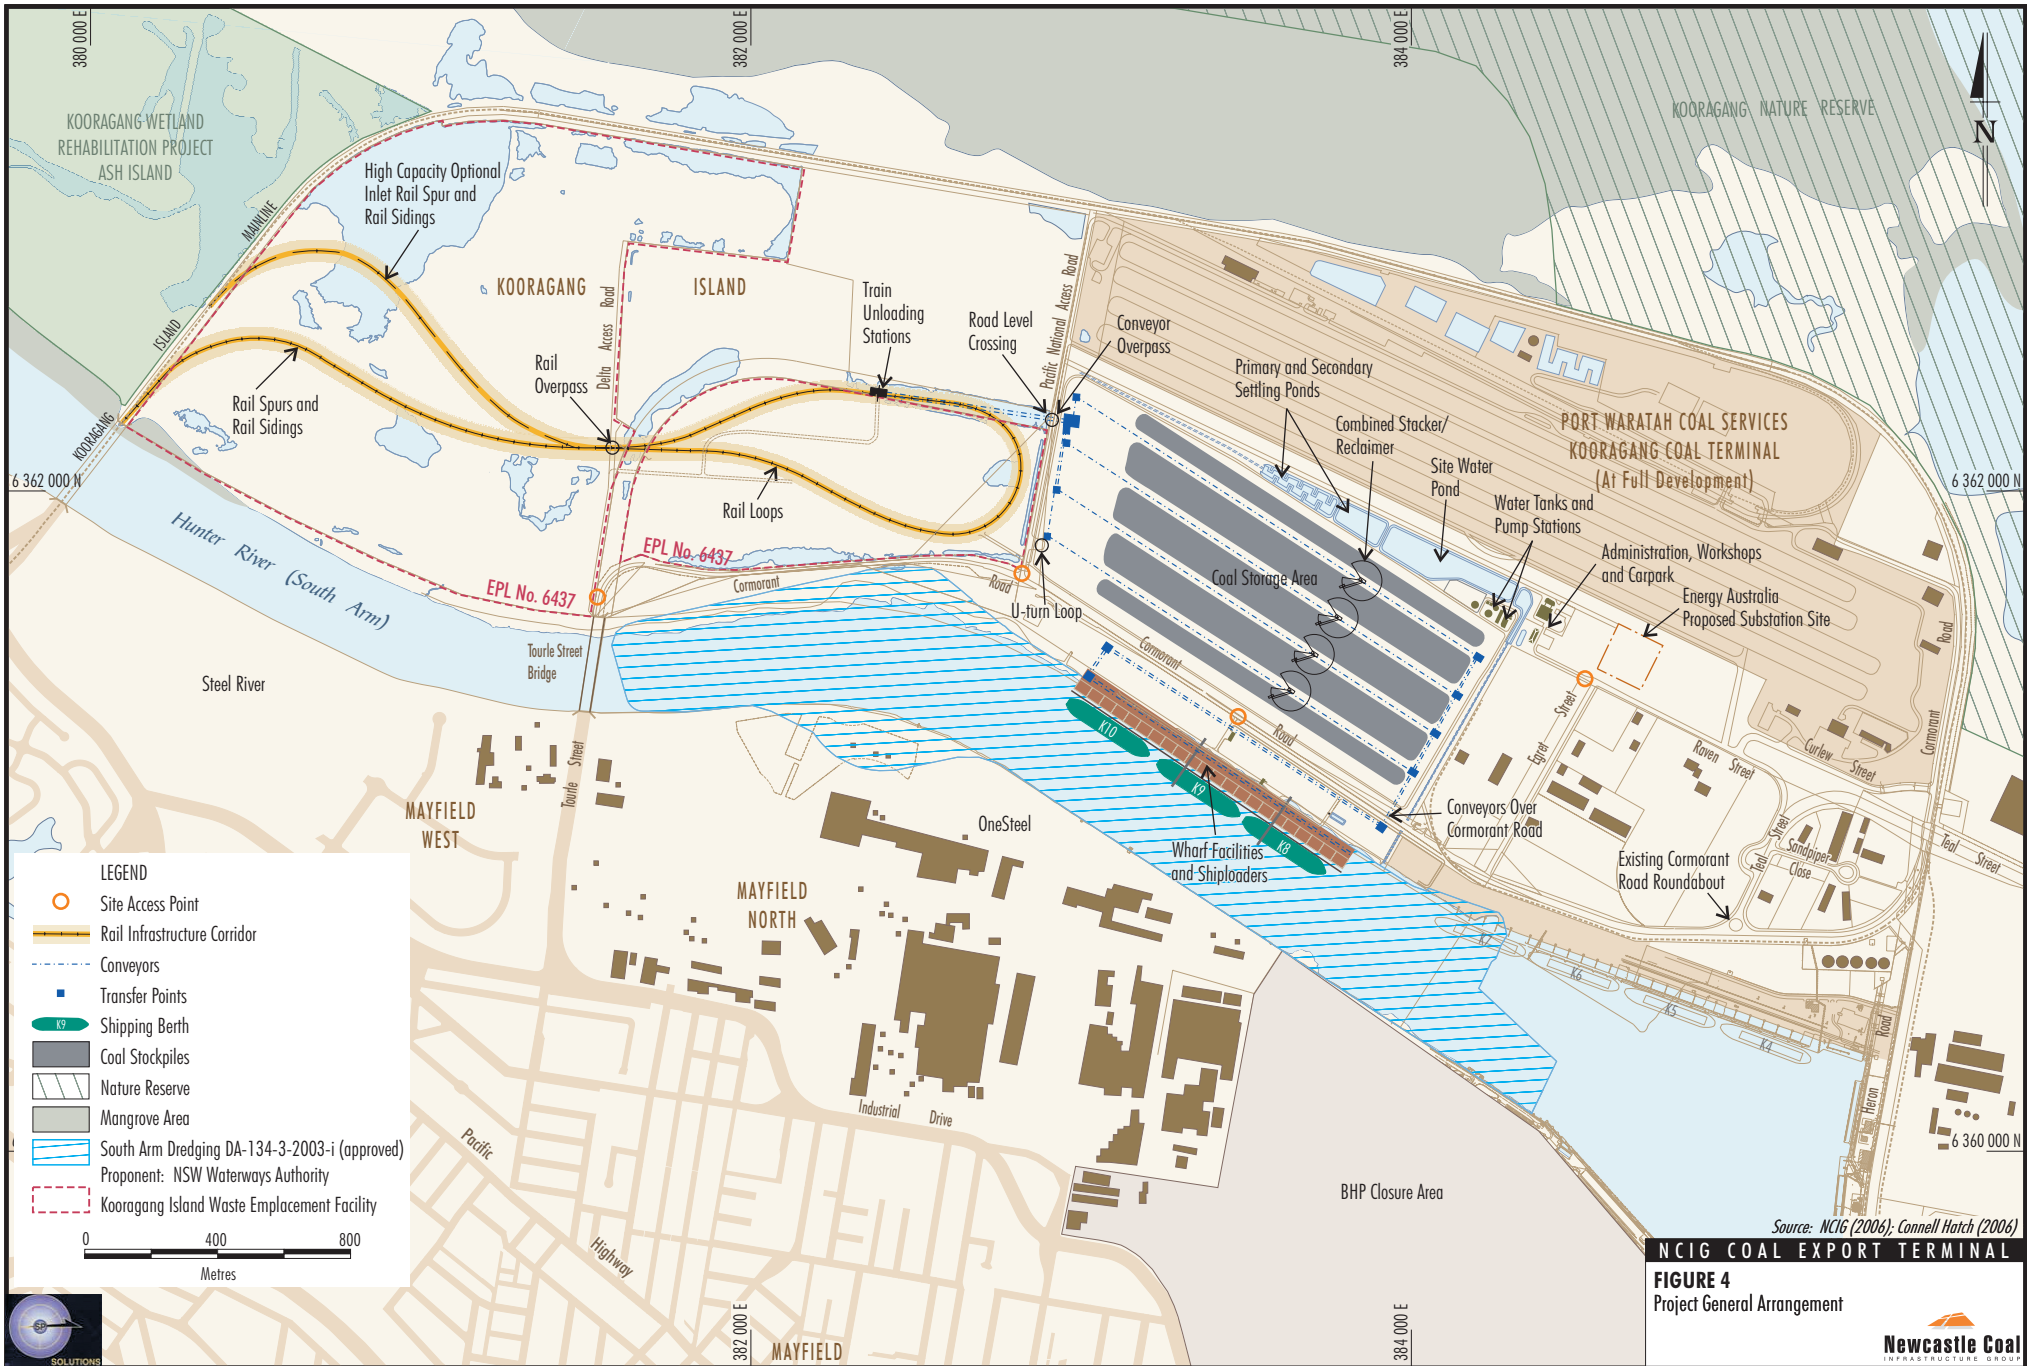 380 000 E
382 000 E
384 000 E
KOORAGANG WETLAND
REHABILITATION PROJECT
ASH ISLAND
KOORAGANG NATURE RESERVE
N
High Capacity Optional
Inlet Rail Spur and
Rail Sidings
MAINLINE
ISLAND
KOORAGANG
KOORAGANG
ISLAND
Delta Access Road
Pacific National Access Road
Train
Unloading
Stations
Road Level
Crossing
Conveyor
Overpass
Rail
Overpass
Rail Spurs and
Rail Sidings
Primary and Secondary
Settling Ponds
Combined Stacker/
Reclaimer
Site Water
Pond
PORT WARATAH COAL SERVICES
KOORAGANG COAL TERMINAL
(At Full Development)
Water Tanks and
Pump Stations
6 362 000 N
6 362 000 N
Rail Loops
Hunter River (South Arm)
EPL No. 6437
EPL No. 6437
Cormorant
Road
U-turn Loop
Coal Storage Area
Administration, Workshops
and Carpark
Energy Australia
Proposed Substation Site
Road
Cormorant
Tourle Street
Bridge
Steel River
Cormorant
Road
K10
K9
K8
Egret
Street
Raven Street
Curlew Street
Tourle Street
MAYFIELD
WEST
OneSteel
Wharf Facilities
and Shiploaders
Conveyors Over
Cormorant Road
Existing Cormorant
Road Roundabout
Teal Street
Sandpiper
Close
Teal Street
MAYFIELD
NORTH
K7
K6
K5
K4
Road
Heron
LEGEND
Site Access Point
Rail Infrastructure Corridor
Conveyors
Transfer Points
K9
Shipping Berth
Coal Stockpiles
Nature Reserve
Mangrove Area
South Arm Dredging DA-134-3-2003-i (approved)
Proponent: NSW Waterways Authority
Kooragang Island Waste Emplacement Facility
0 400 800
Metres
Industrial Drive
Pacific
Highway
6 360 000 N
BHP Closure Area
Source: NCIG (2006); Connell Hatch (2006)
NCIG COAL EXPORT TERMINAL
FIGURE 4
Project General Arrangement
Newcastle Coal
INFRASTRUCTURE GROUP
382 000 E
384 000 E
MAYFIELD
SP
SOLUTIONS